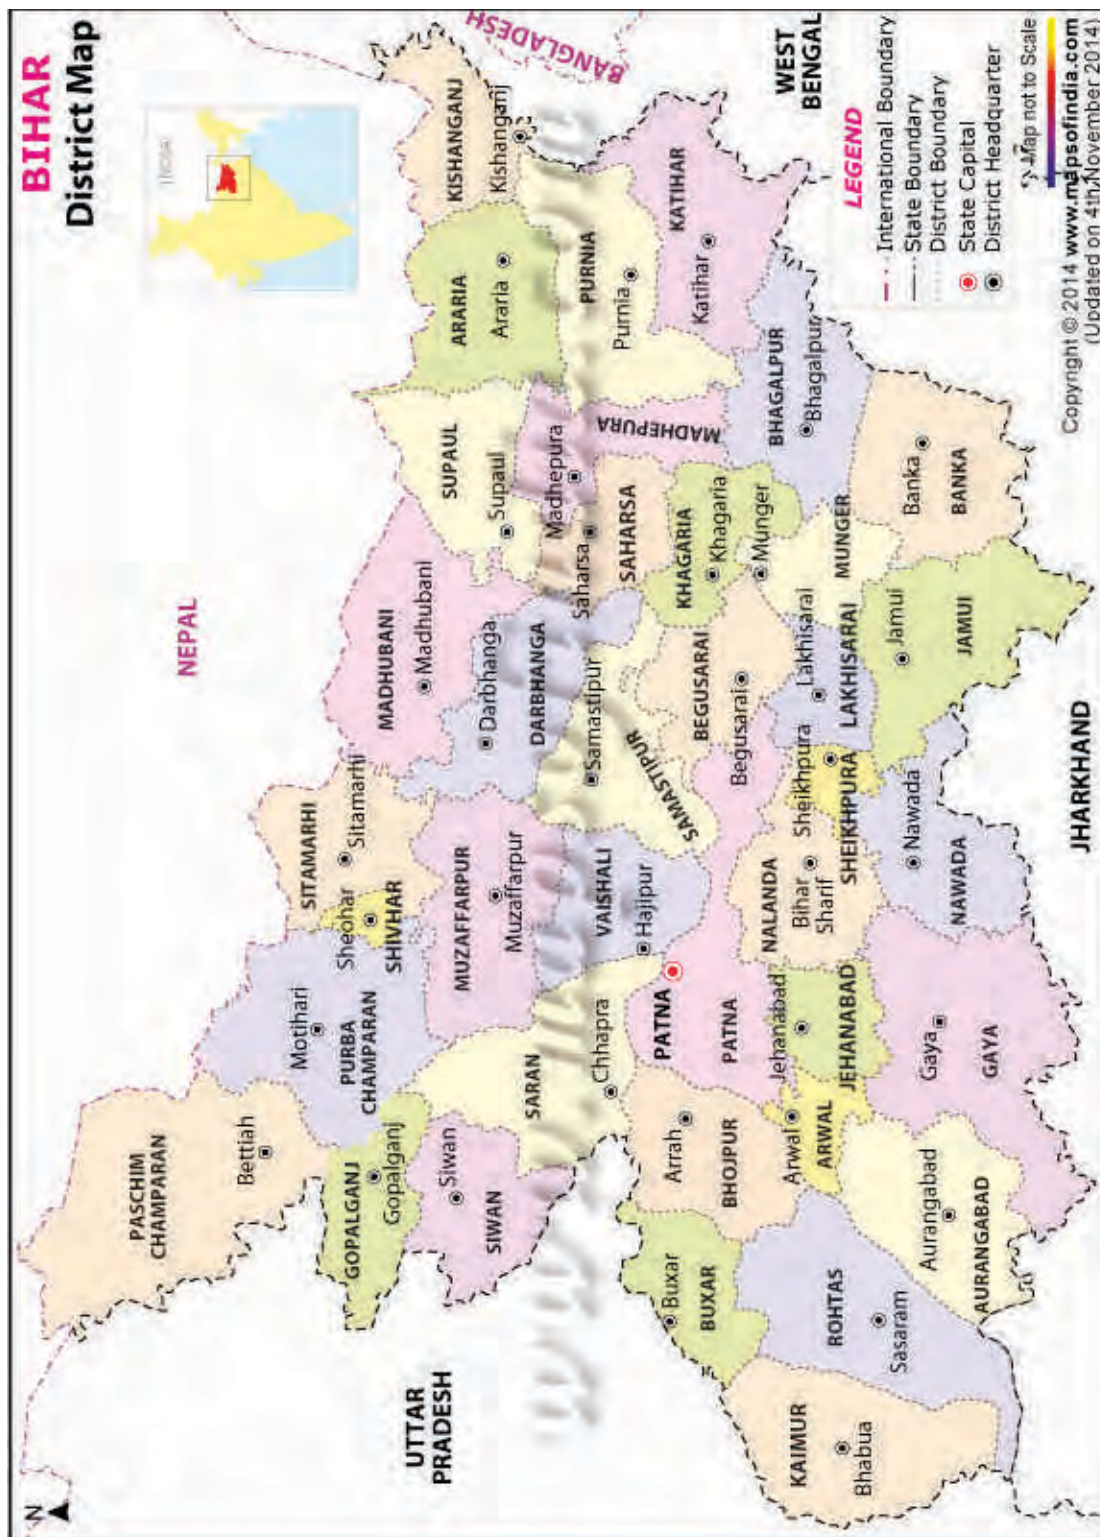 BIHAR
District Map
INDIA
N
NEPAL
BANGLADESH
UTTAR
PRADESH
WEST
BENGAL
JHARKHAND
PASCHIM
CHAMPARAN
Bettiah
PURBA
CHAMPARAN
Motihari
SITAMARHI
Sitamarhi
Sheohar
SHIVHAR
GOPALGANJ
Gopalganj
SIWAN
Siwan
SARAN
Chhapra
MUZAFFARPUR
Muzaffarpur
VAISHALI
Hajipur
MADHUBANI
Madhubani
DARBHANGA
Darbhanga
SAMASTIPUR
Samastipur
SUPAUL
Supaul
ARARIA
Araria
KISHANGANJ
Kishanganj
PURNIA
Purnia
KATIHAR
Katihar
MADHEPURA
Madhepura
SAHARSA
Saharsa
KHAGARIA
Khagaria
BEGUSARAI
Begusarai
BHAGALPUR
Bhagalpur
MUNGER
Munger
BANKA
Banka
JAMUI
Jamui
LAKHISARAI
Lakhisarai
SHEIKHPURA
Sheikhpura
NALANDA
Bihar
Sharif
NAWADA
Nawada
PATNA
PATNA
JEHANABAD
Jehanabad
GAYA
Gaya
ARWAL
Arwal
AURANGABAD
Aurangabad
BHOJPUR
Arrah
BUXAR
Buxar
ROHTAS
Sasaram
KAIMUR
Bhabua
LEGEND
International Boundary
State Boundary
District Boundary
State Capital
District Headquarter
Map not to Scale
Copyright © 2014 www.mapsofindia.com
(Updated on 4th November 2014)